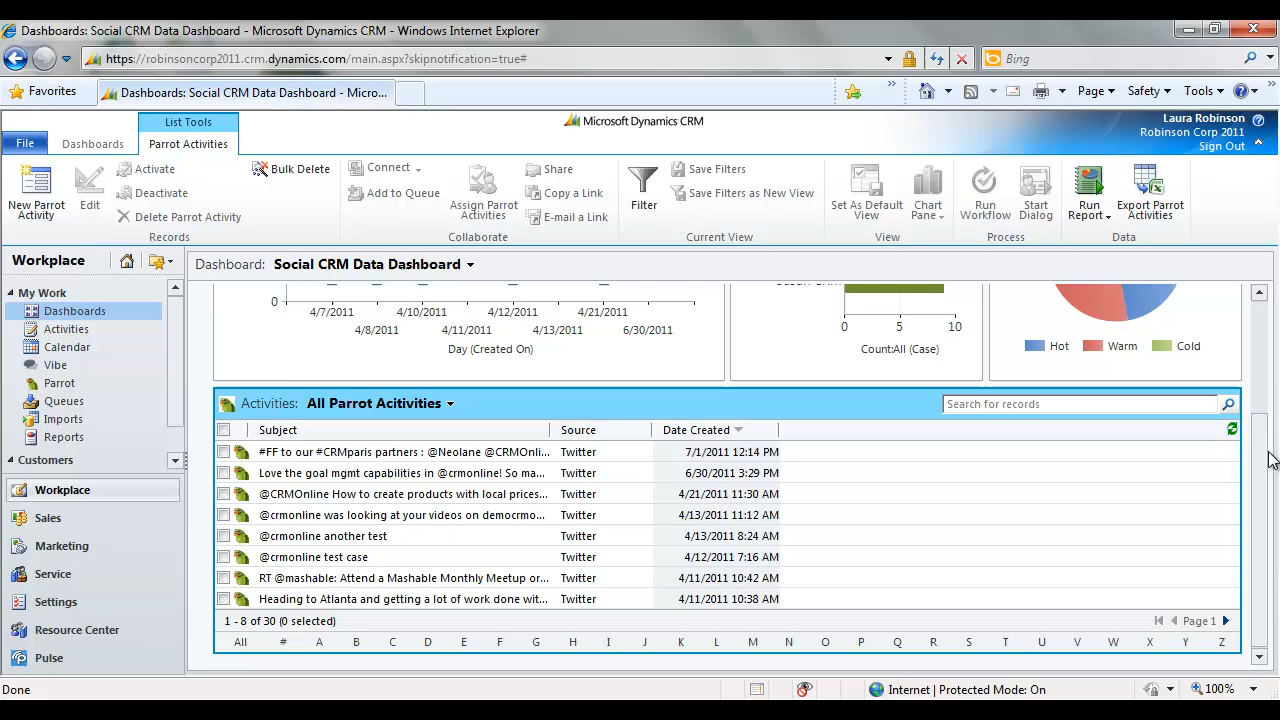 Dashboards: Social CRM Data Dashboard - Microsoft Dynamics CRM - Windows Internet Explorer
https://robinsoncorp2011.crm.dynamics.com/main.aspx?skipnotification=true#
Bing
Favorites
Dashboards: Social CRM Data Dashboard - Micro...
Page
Safety
Tools
List Tools
Microsoft Dynamics CRM
Laura Robinson
Robinson Corp 2011
Sign Out
File
Dashboards
Parrot Activities
New Parrot Activity
Edit
Activate
Deactivate
Delete Parrot Activity
Bulk Delete
Records
Connect
Add to Queue
Assign Parrot Activities
Share
Copy a Link
E-mail a Link
Collaborate
Filter
Save Filters
Save Filters as New View
Current View
Set As Default View
Chart Pane
View
Run Workflow
Start Dialog
Process
Run Report
Export Parrot Activities
Data
Workplace
Dashboard: Social CRM Data Dashboard
My Work
Dashboards
Activities
Calendar
Vibe
Parrot
Queues
Imports
Reports
Customers
Workplace
Sales
Marketing
Service
Settings
Resource Center
Pulse
0
4/7/2011 4/10/2011 4/12/2011 4/21/2011
4/8/2011 4/11/2011 4/13/2011 6/30/2011
Day (Created On)
0 5 10
Count:All (Case)
Hot Warm Cold
Activities: All Parrot Acitivities
Search for records
Subject Source Date Created
#FF to our #CRMparis partners : @Neolane @CRMOnli... Twitter 7/1/2011 12:14 PM
Love the goal mgmt capabilities in @crmonline! So ma... Twitter 6/30/2011 3:29 PM
@CRMOnline How to create products with local prices... Twitter 4/21/2011 11:30 AM
@crmonline was looking at your videos on democrmo... Twitter 4/13/2011 11:12 AM
@crmonline another test Twitter 4/13/2011 8:24 AM
@crmonline test case Twitter 4/12/2011 7:16 AM
RT @mashable: Attend a Mashable Monthly Meetup or... Twitter 4/11/2011 10:42 AM
Heading to Atlanta and getting a lot of work done wit... Twitter 4/11/2011 10:38 AM
1 - 8 of 30 (0 selected)
Page 1
All # A B C D E F G H I J K L M N O P Q R S T U V W X Y Z
Done
Internet | Protected Mode: On
100%